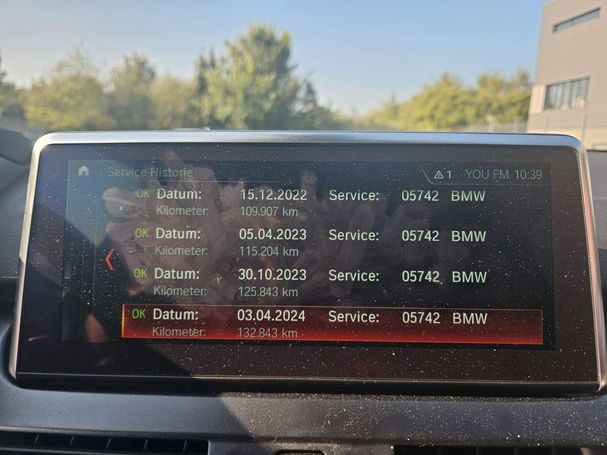 Service Historie 1 YOU FM 10:39
OK Datum: 15.12.2022 Service: 05742 BMW
Kilometer: 109.907 km
OK Datum: 05.04.2023 Service: 05742 BMW
Kilometer: 115.204 km
OK Datum: 30.10.2023 Service: 05742 BMW
Kilometer: 125.843 km
OK Datum: 03.04.2024 Service: 05742 BMW
Kilometer: 132.843 km